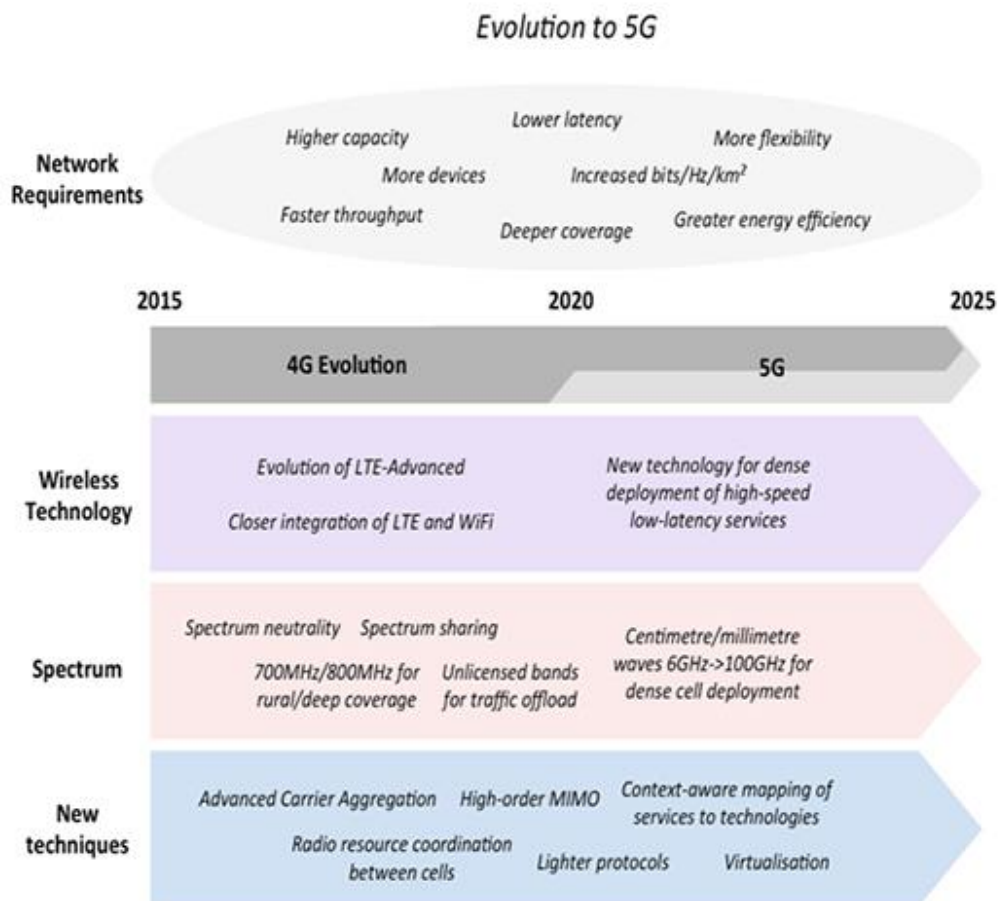 Evolution to 5G
Network
Requirements
Higher capacity
Lower latency
More flexibility
More devices
Increased bits/Hz/km²
Faster throughput
Deeper coverage
Greater energy efficiency
2015
2020
2025
4G Evolution
5G
Wireless
Technology
Evolution of LTE-Advanced
Closer integration of LTE and WiFi
New technology for dense
deployment of high-speed
low-latency services
Spectrum
Spectrum neutrality
Spectrum sharing
700MHz/800MHz for
rural/deep coverage
Unlicensed bands
for traffic offload
Centimetre/millimetre
waves 6GHz->100GHz for
dense cell deployment
New
techniques
Advanced Carrier Aggregation
High-order MIMO
Context-aware mapping of
services to technologies
Radio resource coordination
between cells
Lighter protocols
Virtualisation